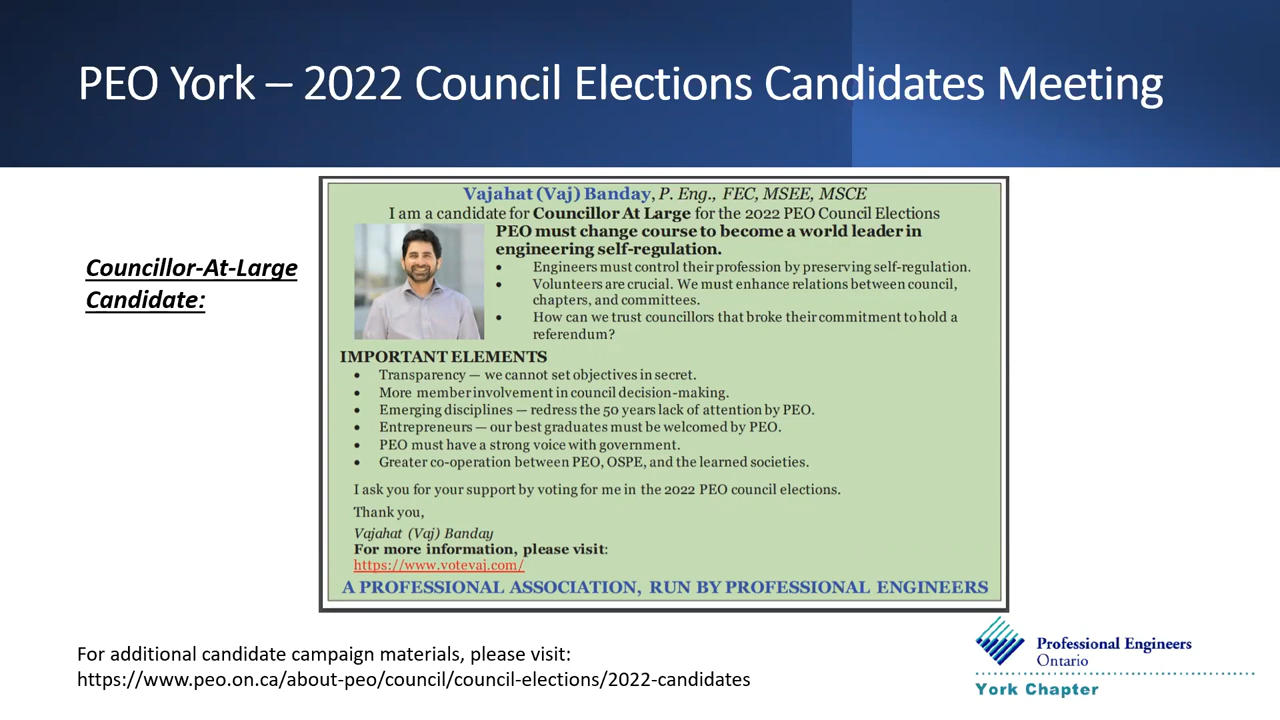 PEO York – 2022 Council Elections Candidates Meeting
Councillor-At-Large
Candidate:
Vajahat (Vaj) Banday, P. Eng., FEC, MSEE, MSCE
I am a candidate for Councillor At Large for the 2022 PEO Council Elections
PEO must change course to become a world leader in
engineering self-regulation.
• Engineers must control their profession by preserving self-regulation.
• Volunteers are crucial. We must enhance relations between council,
chapters, and committees.
• How can we trust councillors that broke their commitment to hold a
referendum?
IMPORTANT ELEMENTS
• Transparency — we cannot set objectives in secret.
• More member involvement in council decision-making.
• Emerging disciplines — redress the 50 years lack of attention by PEO.
• Entrepreneurs — our best graduates must be welcomed by PEO.
• PEO must have a strong voice with government.
• Greater co-operation between PEO, OSPE, and the learned societies.
I ask you for your support by voting for me in the 2022 PEO council elections.
Thank you,
Vajahat (Vaj) Banday
For more information, please visit:
https://www.votevaj.com/
A PROFESSIONAL ASSOCIATION, RUN BY PROFESSIONAL ENGINEERS
For additional candidate campaign materials, please visit:
https://www.peo.on.ca/about-peo/council/council-elections/2022-candidates
Professional Engineers
Ontario
York Chapter